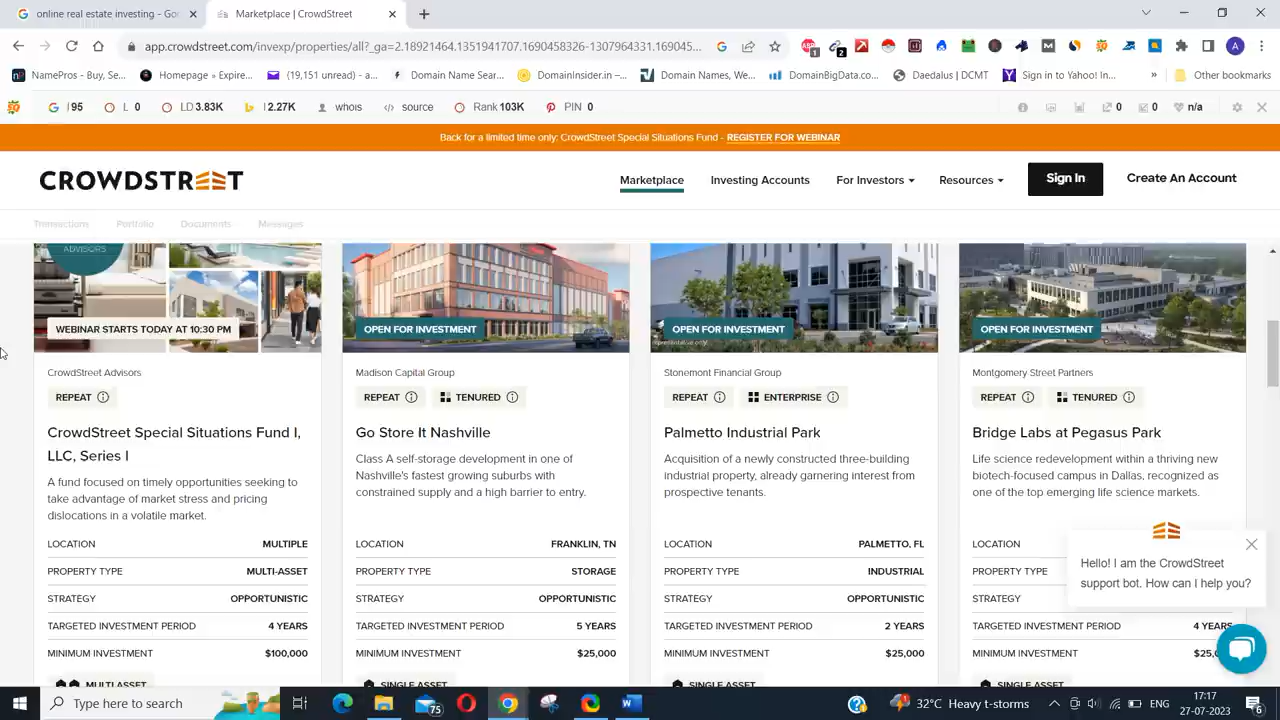 online real estate investing - Go
Marketplace | CrowdStreet
app.crowdstreet.com/invexp/properties/all?_ga=2.18921464.1351941707.1690458326-1307964331.169045...
NamePros - Buy, Se...
Homepage » Expire...
(19,151 unread) - a...
Domain Name Sear...
DomainInsider.in –...
Domain Names, We...
DomainBigData.co...
Daedalus | DCMT
Sign in to Yahoo! In...
»
Other bookmarks
I 95
L 0
LD 3.83K
I 2.27K
whois
source
Rank 103K
PIN 0
0
0
n/a
Back for a limited time only: CrowdStreet Special Situations Fund - REGISTER FOR WEBINAR
CROWDSTREET
Marketplace
Investing Accounts
For Investors
Resources
Sign In
Create An Account
Transactions
Portfolio
Documents
Messages
ADVISORS
WEBINAR STARTS TODAY AT 10:30 PM
CrowdStreet Advisors
REPEAT
CrowdStreet Special Situations Fund I,
LLC, Series I
A fund focused on timely opportunities seeking to
take advantage of market stress and pricing
dislocations in a volatile market.
LOCATION MULTIPLE
PROPERTY TYPE MULTI-ASSET
STRATEGY OPPORTUNISTIC
TARGETED INVESTMENT PERIOD 4 YEARS
MINIMUM INVESTMENT $100,000
MULTI ASSET
OPEN FOR INVESTMENT
Madison Capital Group
REPEAT TENURED
Go Store It Nashville
Class A self-storage development in one of
Nashville's fastest growing suburbs with
constrained supply and a high barrier to entry.
LOCATION FRANKLIN, TN
PROPERTY TYPE STORAGE
STRATEGY OPPORTUNISTIC
TARGETED INVESTMENT PERIOD 5 YEARS
MINIMUM INVESTMENT $25,000
SINGLE ASSET
OPEN FOR INVESTMENT
Stonemont Financial Group
REPEAT ENTERPRISE
Palmetto Industrial Park
Acquisition of a newly constructed three-building
industrial property, already garnering interest from
prospective tenants.
LOCATION PALMETTO, FL
PROPERTY TYPE INDUSTRIAL
STRATEGY OPPORTUNISTIC
TARGETED INVESTMENT PERIOD 2 YEARS
MINIMUM INVESTMENT $25,000
SINGLE ASSET
OPEN FOR INVESTMENT
Montgomery Street Partners
REPEAT TENURED
Bridge Labs at Pegasus Park
Life science redevelopment within a thriving new
biotech-focused campus in Dallas, recognized as
one of the top emerging life science markets.
LOCATION
PROPERTY TYPE
STRATEGY
TARGETED INVESTMENT PERIOD 4 YEARS
MINIMUM INVESTMENT
SINGLE ASSET
Hello! I am the CrowdStreet
support bot. How can I help you?
Type here to search
75
32°C Heavy t-storms
ENG
17:17
27-07-2023
6